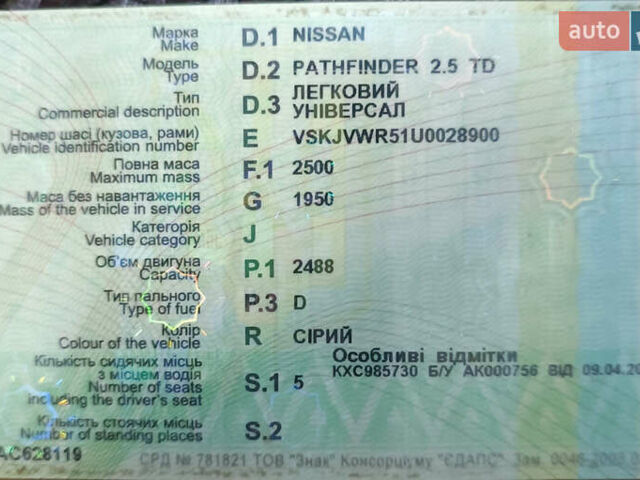 auto
Марка
Make
D.1 NISSAN
Модель
Type
D.2 PATHFINDER 2.5 TD
Тип
Commercial description
D.3 ЛЕГКОВИЙ
УНІВЕРСАЛ
Номер шасі (кузова, рами)
Vehicle identification number
E VSKJVWR51U0028900
Повна маса
Maximum mass
F.1 2500
Маса без навантаження
Mass of the vehicle in service
G 1950
Категорія
Vehicle category
J
Об'єм двигуна
Capacity
P.1 2488
Тип пального
Type of fuel
P.3 D
Колір
Colour of the vehicle
R СІРИЙ
Особливі відмітки
КХС985730 Б/У АК000756 ВІД 09.04.20
Кількість сидячих місць
з місцем водія
Number of seats
including the driver's seat
S.1 5
Кількість стоячих місць
Number of standing places
S.2
АС628119
СРД № 781821 ТОВ "Знак" Консорціуму "ЄДАПС". Зам.